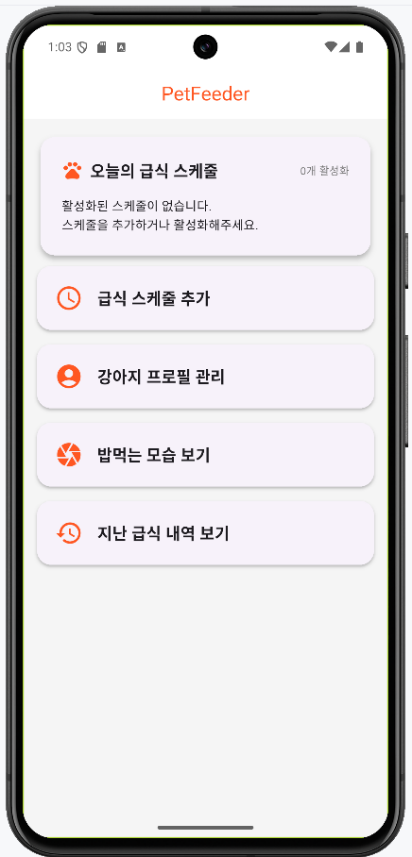 1:03
PetFeeder
오늘의 급식 스케줄
0개 활성화
활성화된 스케줄이 없습니다.
스케줄을 추가하거나 활성화해주세요.
급식 스케줄 추가
강아지 프로필 관리
밥먹는 모습 보기
지난 급식 내역 보기